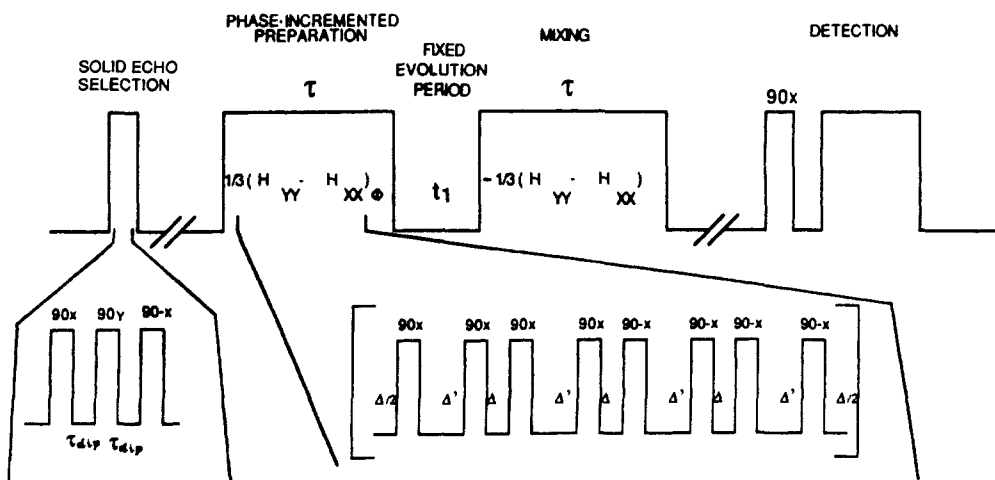 PHASE-INCREMENTED
PREPARATION
FIXED
EVOLUTION
PERIOD
MIXING
DETECTION
SOLID ECHO
SELECTION
τ
τ
90x
1/3(H YY - H XX)Φ
t1
-1/3(H YY - H XX)
90x 90Y 90-x
τdip τdip
90x 90x 90x 90x 90-x 90-x 90-x 90-x
Δ/2 Δ' Δ Δ' Δ Δ' Δ Δ' Δ/2